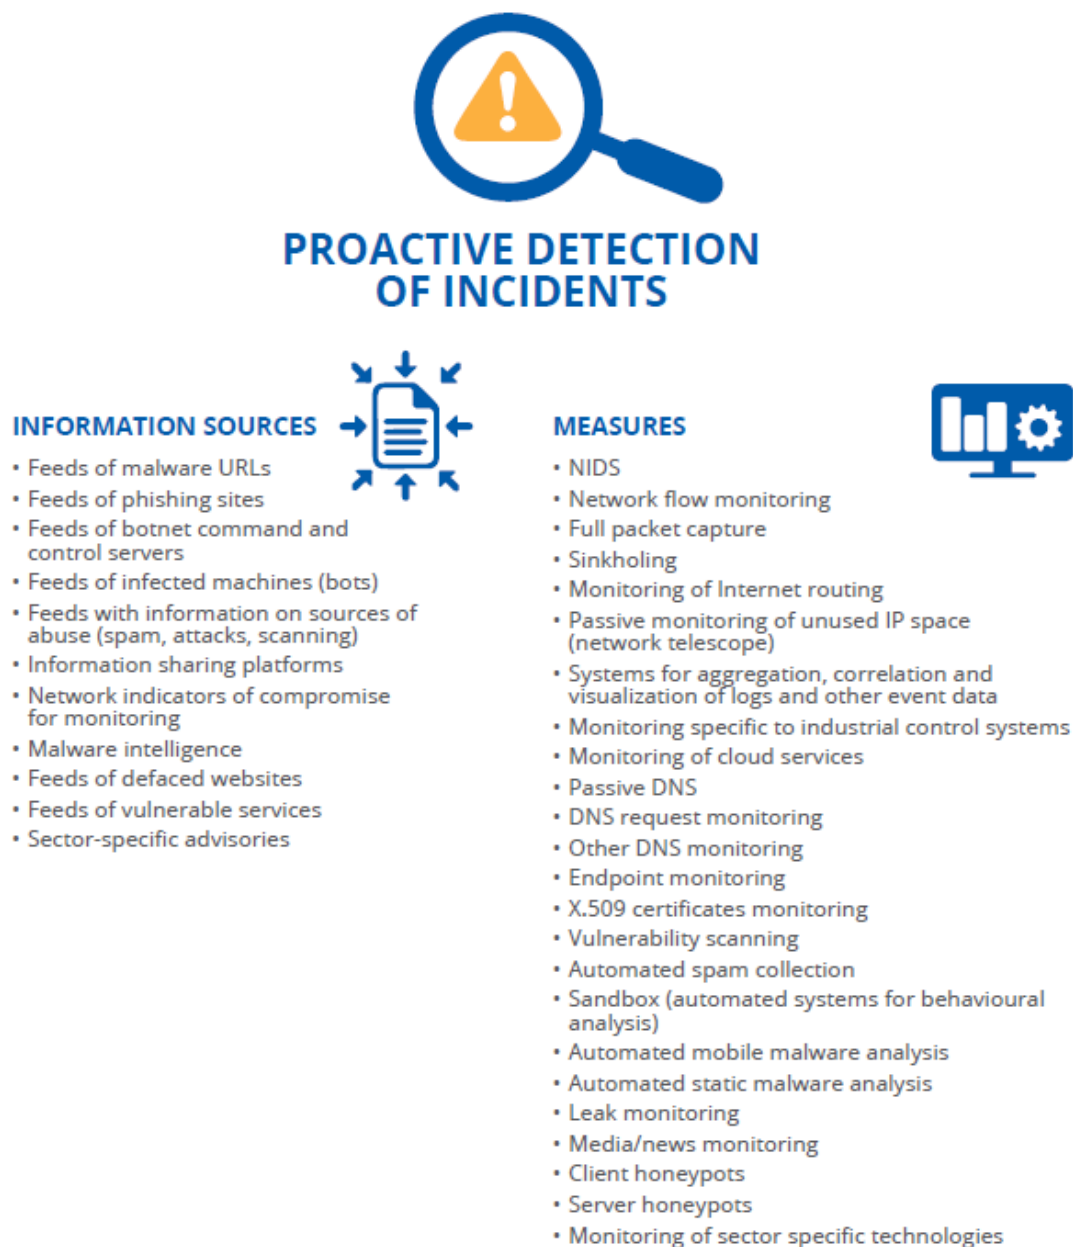 PROACTIVE DETECTION
OF INCIDENTS
INFORMATION SOURCES
• Feeds of malware URLs
• Feeds of phishing sites
• Feeds of botnet command and
control servers
• Feeds of infected machines (bots)
• Feeds with information on sources of
abuse (spam, attacks, scanning)
• Information sharing platforms
• Network indicators of compromise
for monitoring
• Malware intelligence
• Feeds of defaced websites
• Feeds of vulnerable services
• Sector-specific advisories
MEASURES
• NIDS
• Network flow monitoring
• Full packet capture
• Sinkholing
• Monitoring of Internet routing
• Passive monitoring of unused IP space
(network telescope)
• Systems for aggregation, correlation and
visualization of logs and other event data
• Monitoring specific to industrial control systems
• Monitoring of cloud services
• Passive DNS
• DNS request monitoring
• Other DNS monitoring
• Endpoint monitoring
• X.509 certificates monitoring
• Vulnerability scanning
• Automated spam collection
• Sandbox (automated systems for behavioural
analysis)
• Automated mobile malware analysis
• Automated static malware analysis
• Leak monitoring
• Media/news monitoring
• Client honeypots
• Server honeypots
• Monitoring of sector specific technologies